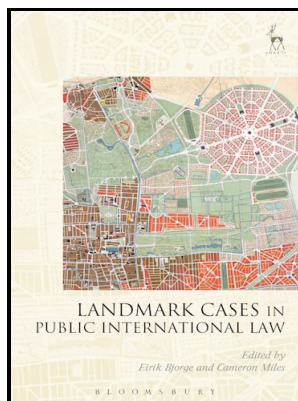 LANDMARK CASES IN
PUBLIC INTERNATIONAL LAW
Edited by
Eirik Bjorge and Cameron Miles
BLOOMSBURY